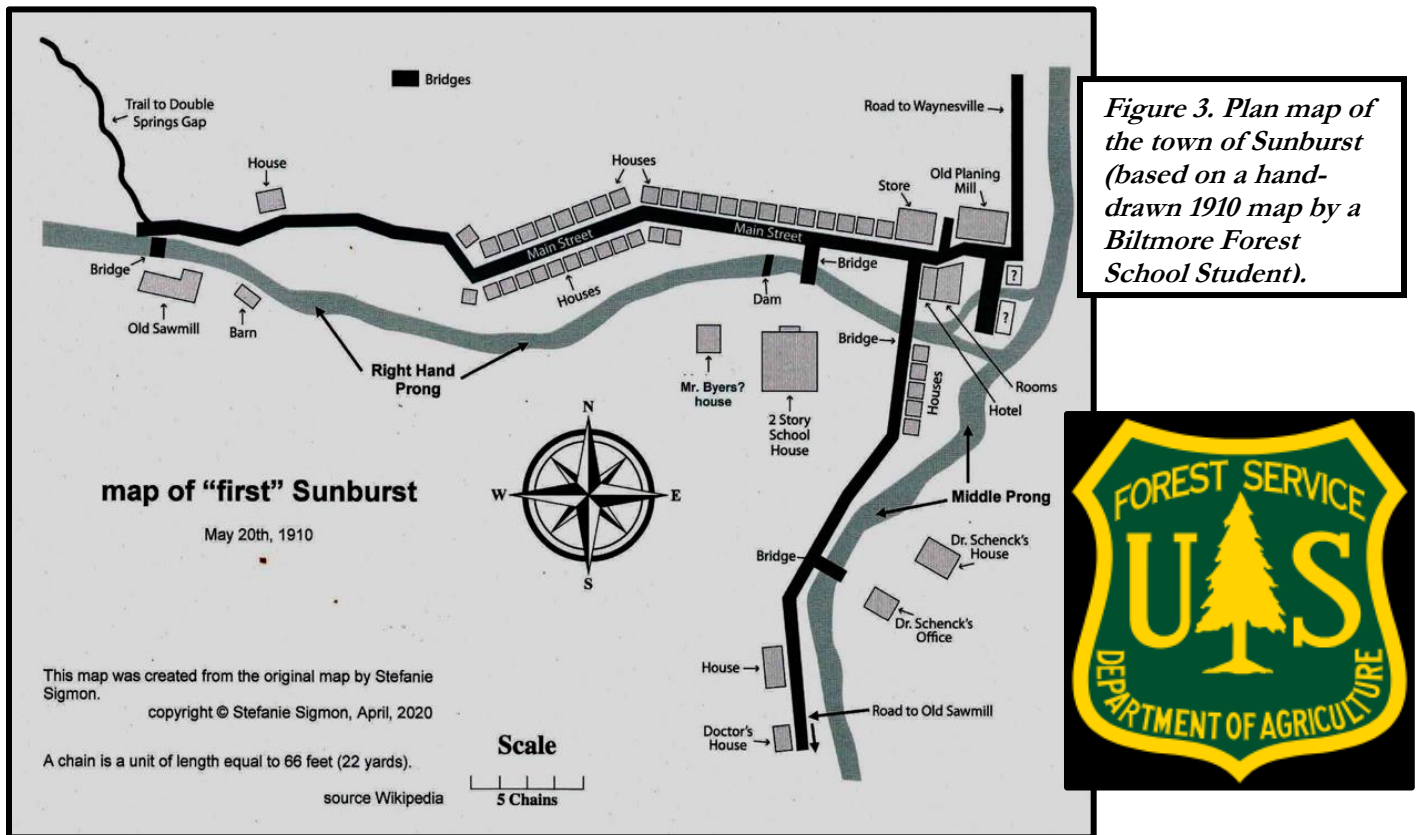 Bridges
Trail to Double
Springs Gap
House
Houses
Road to Waynesville
Store
Old Planing
Mill
Main Street
Main Street
Bridge
Old Sawmill
Barn
Houses
Dam
Bridge
?
?
Bridge
Right Hand
Prong
Mr. Byers?
house
2 Story
School
House
Houses
Rooms
Hotel
N
W
E
S
map of “first” Sunburst
May 20th, 1910
Middle Prong
Bridge
Dr. Schenck's
House
Dr. Schenck's
Office
House
Road to Old Sawmill
Doctor's
House
This map was created from the original map by Stefanie
Sigmon.
copyright © Stefanie Sigmon, April, 2020
A chain is a unit of length equal to 66 feet (22 yards).
source Wikipedia
Scale
5 Chains
Figure 3. Plan map of
the town of Sunburst
(based on a hand-
drawn 1910 map by a
Biltmore Forest
School Student).
FOREST SERVICE
U S
DEPARTMENT OF AGRICULTURE